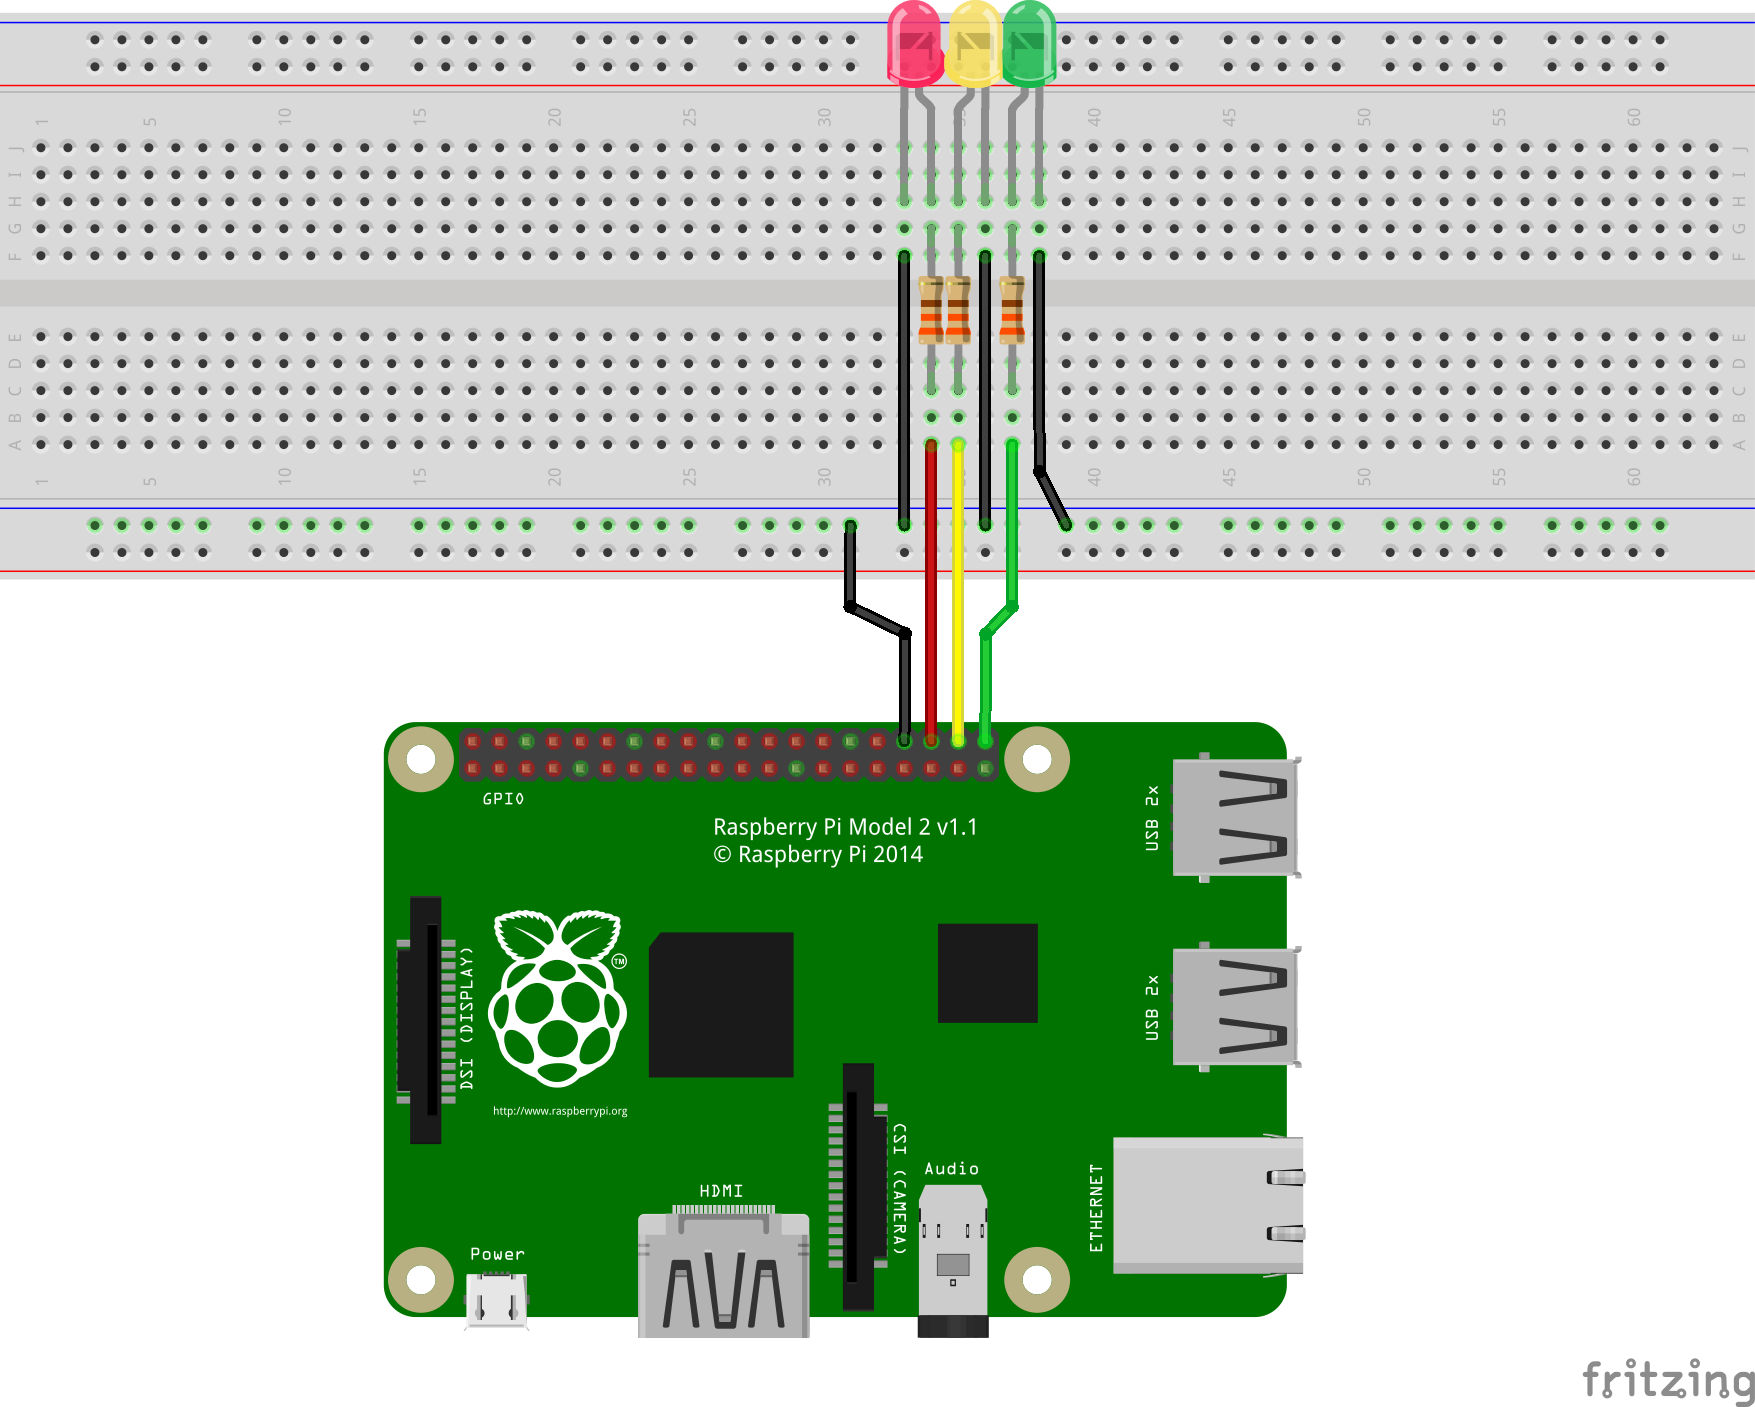 1 5 10 15 20 25 30 40 45 50 55 60
J J
I I
H H
G G
F F
E E
D D
C C
B B
A A
1 5 10 15 20 25 30 40 45 50 55 60
GPIO
Raspberry Pi Model 2 v1.1
© Raspberry Pi 2014
USB 2x
DSI (DISPLAY)
TM
USB 2x
http://www.raspberrypi.org
CSI (CAMERA)
Audio
ETHERNET
HDMI
Power
fritzing